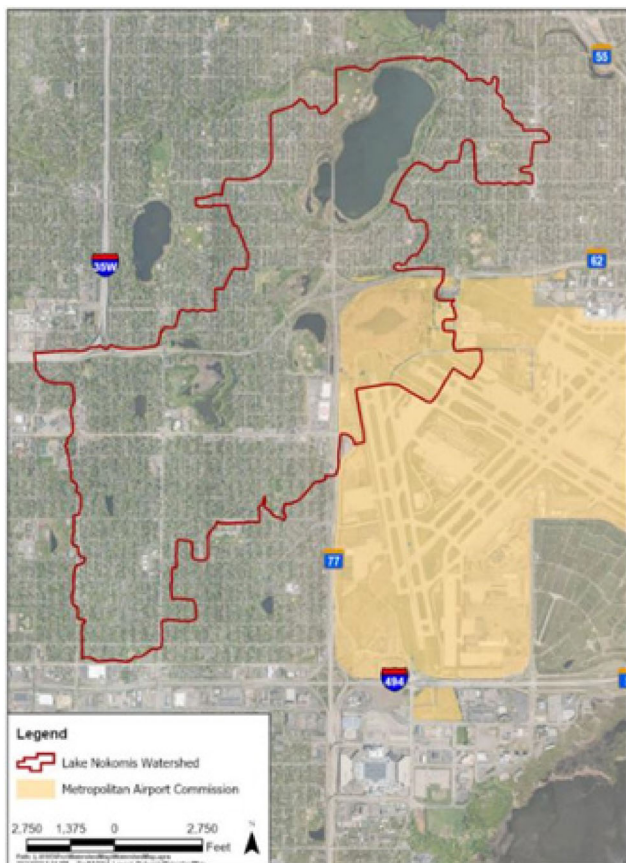 55
62
35W
77
494
Legend
Lake Nokomis Watershed
Metropolitan Airport Commission
N
2,750 1,375 0 2,750
Feet